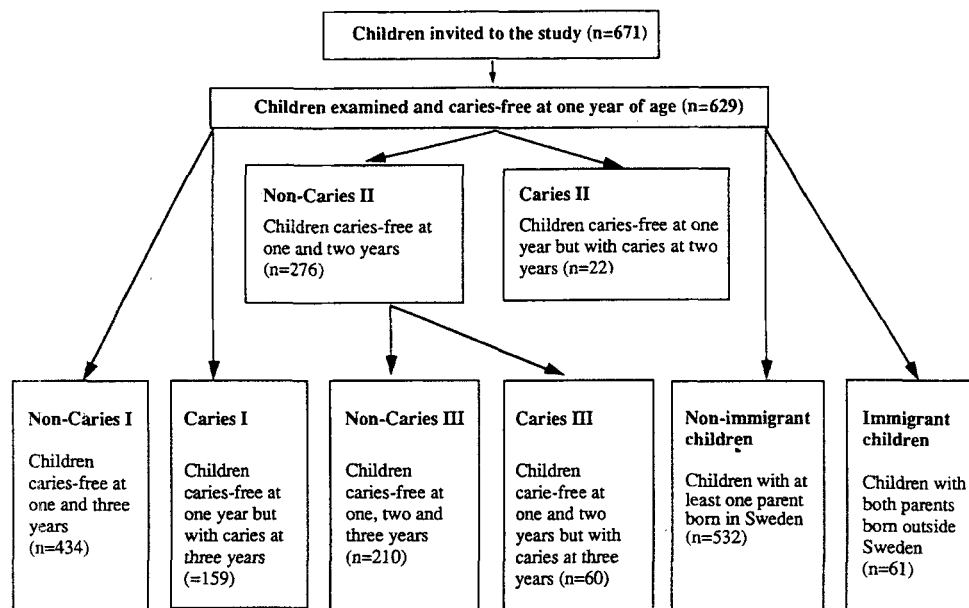 Children invited to the study (n=671)
Children examined and caries-free at one year of age (n=629)
Non-Caries II
Children caries-free at
one and two years
(n=276)
Caries II
Children caries-free at one
year but with caries at two
years (n=22)
Non-Caries I
Children
caries-free at
one and three
years
(n=434)
Caries I
Children
caries-free at
one year but
with caries at
three years
(=159)
Non-Caries III
Children
caries-free at
one, two and
three years
(n=210)
Caries III
Children
carie-free at
one and two
years but with
caries at three
years (n=60)
Non-immigrant
children
Children with at
least one parent
born in Sweden
(n=532)
Immigrant
children
Children with
both parents
born outside
Sweden
(n=61)